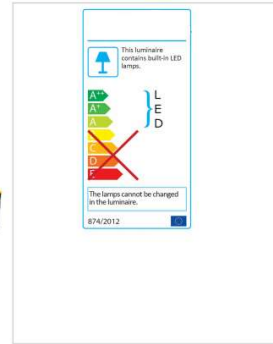 This luminaire
contains built-in LED
lamps.
A++
A+
A
L
E
D
C
D
E
The lamps cannot be changed
in the luminaire.
874/2012